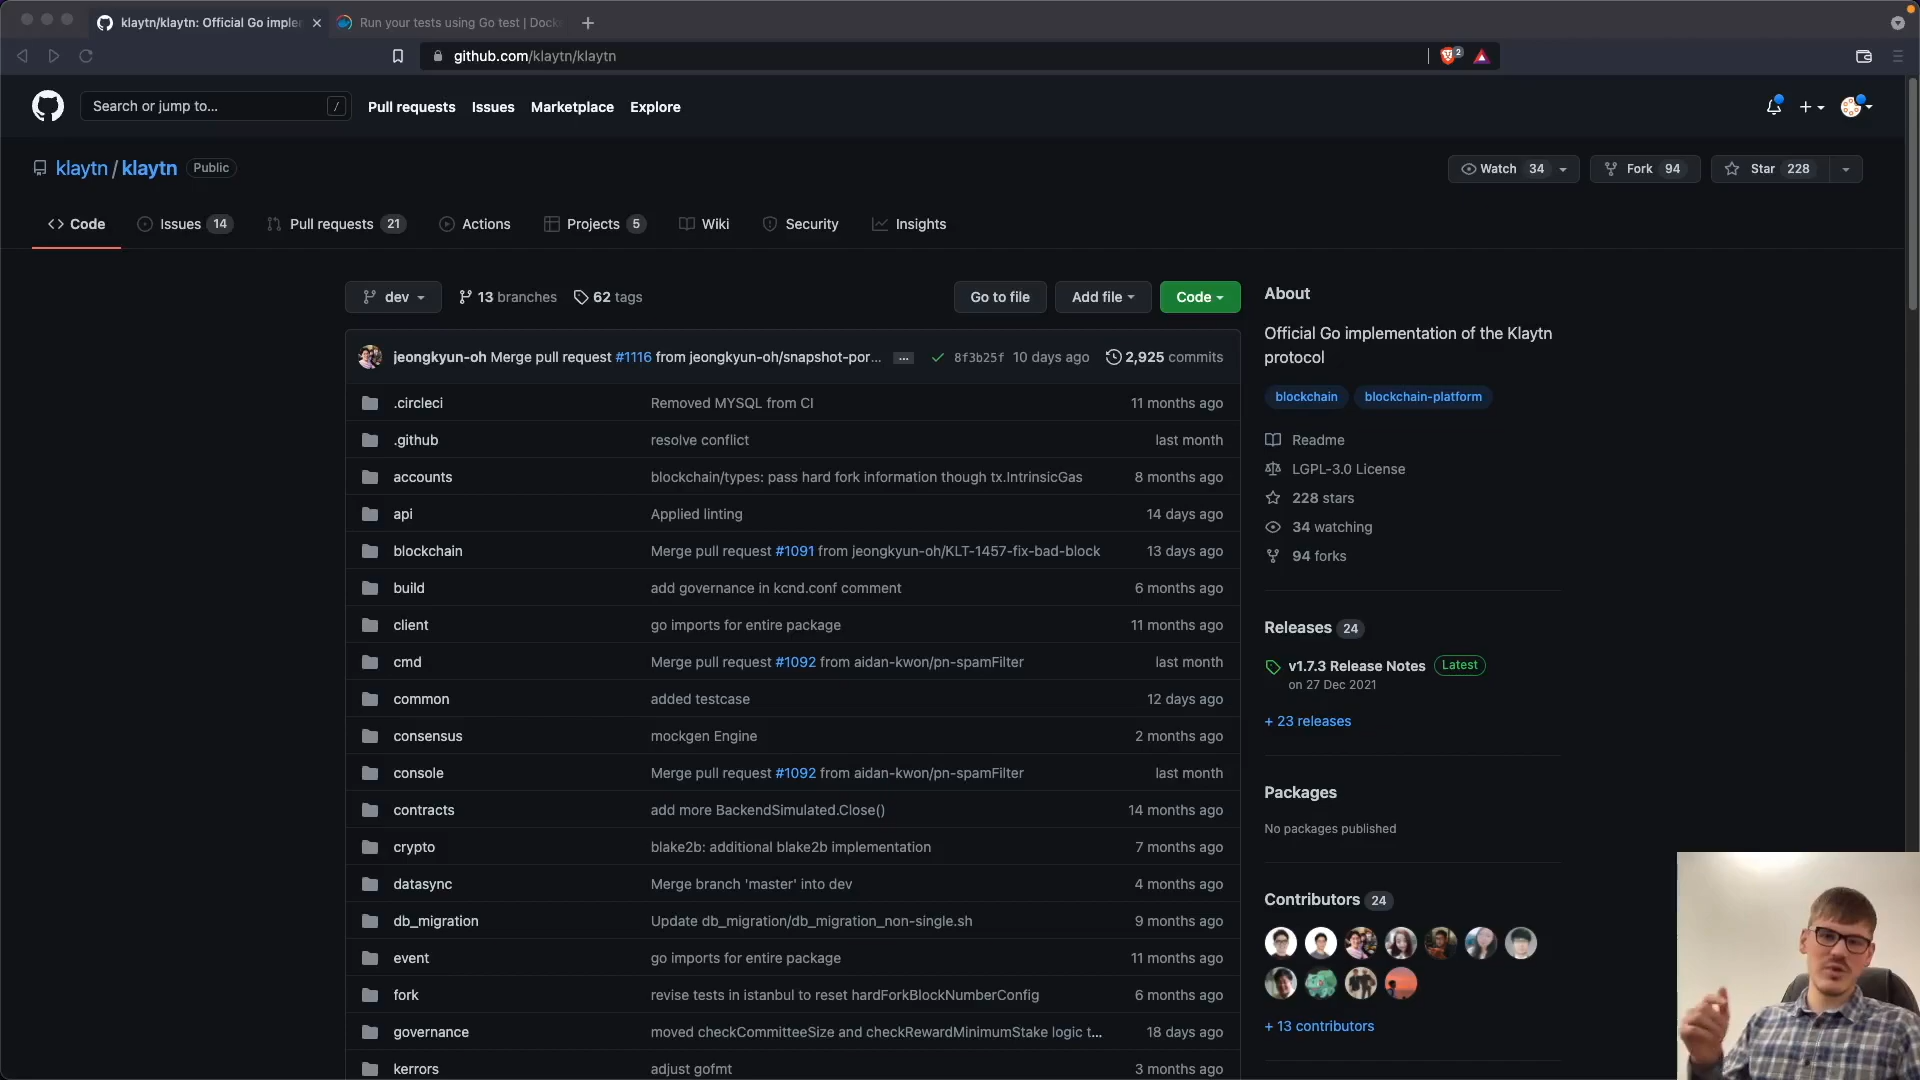 klaytn/klaytn: Official Go implen
Run your tests using Go test | Dock
github.com/klaytn/klaytn
2
Search or jump to...
/
Pull requests
Issues
Marketplace
Explore
klaytn / klaytn
Public
Watch 34
Fork 94
Star 228
Code
Issues 14
Pull requests 21
Actions
Projects 5
Wiki
Security
Insights
dev
13 branches
62 tags
Go to file
Add file
Code
jeongkyun-oh Merge pull request #1116 from jeongkyun-oh/snapshot-por... ... 8f3b25f 10 days ago 2,925 commits
.circleci Removed MYSQL from CI 11 months ago
.github resolve conflict last month
accounts blockchain/types: pass hard fork information though tx.IntrinsicGas 8 months ago
api Applied linting 14 days ago
blockchain Merge pull request #1091 from jeongkyun-oh/KLT-1457-fix-bad-block 13 days ago
build add governance in kcnd.conf comment 6 months ago
client go imports for entire package 11 months ago
cmd Merge pull request #1092 from aidan-kwon/pn-spamFilter last month
common added testcase 12 days ago
consensus mockgen Engine 2 months ago
console Merge pull request #1092 from aidan-kwon/pn-spamFilter last month
contracts add more BackendSimulated.Close() 14 months ago
crypto blake2b: additional blake2b implementation 7 months ago
datasync Merge branch 'master' into dev 4 months ago
db_migration Update db_migration/db_migration_non-single.sh 9 months ago
event go imports for entire package 11 months ago
fork revise tests in istanbul to reset hardForkBlockNumberConfig 6 months ago
governance moved checkCommitteeSize and checkRewardMinimumStake logic t... 18 days ago
kerrors adjust gofmt 3 months ago
About
Official Go implementation of the Klaytn
protocol
blockchain
blockchain-platform
Readme
LGPL-3.0 License
228 stars
34 watching
94 forks
Releases 24
v1.7.3 Release Notes Latest
on 27 Dec 2021
+ 23 releases
Packages
No packages published
Contributors 24
+ 13 contributors